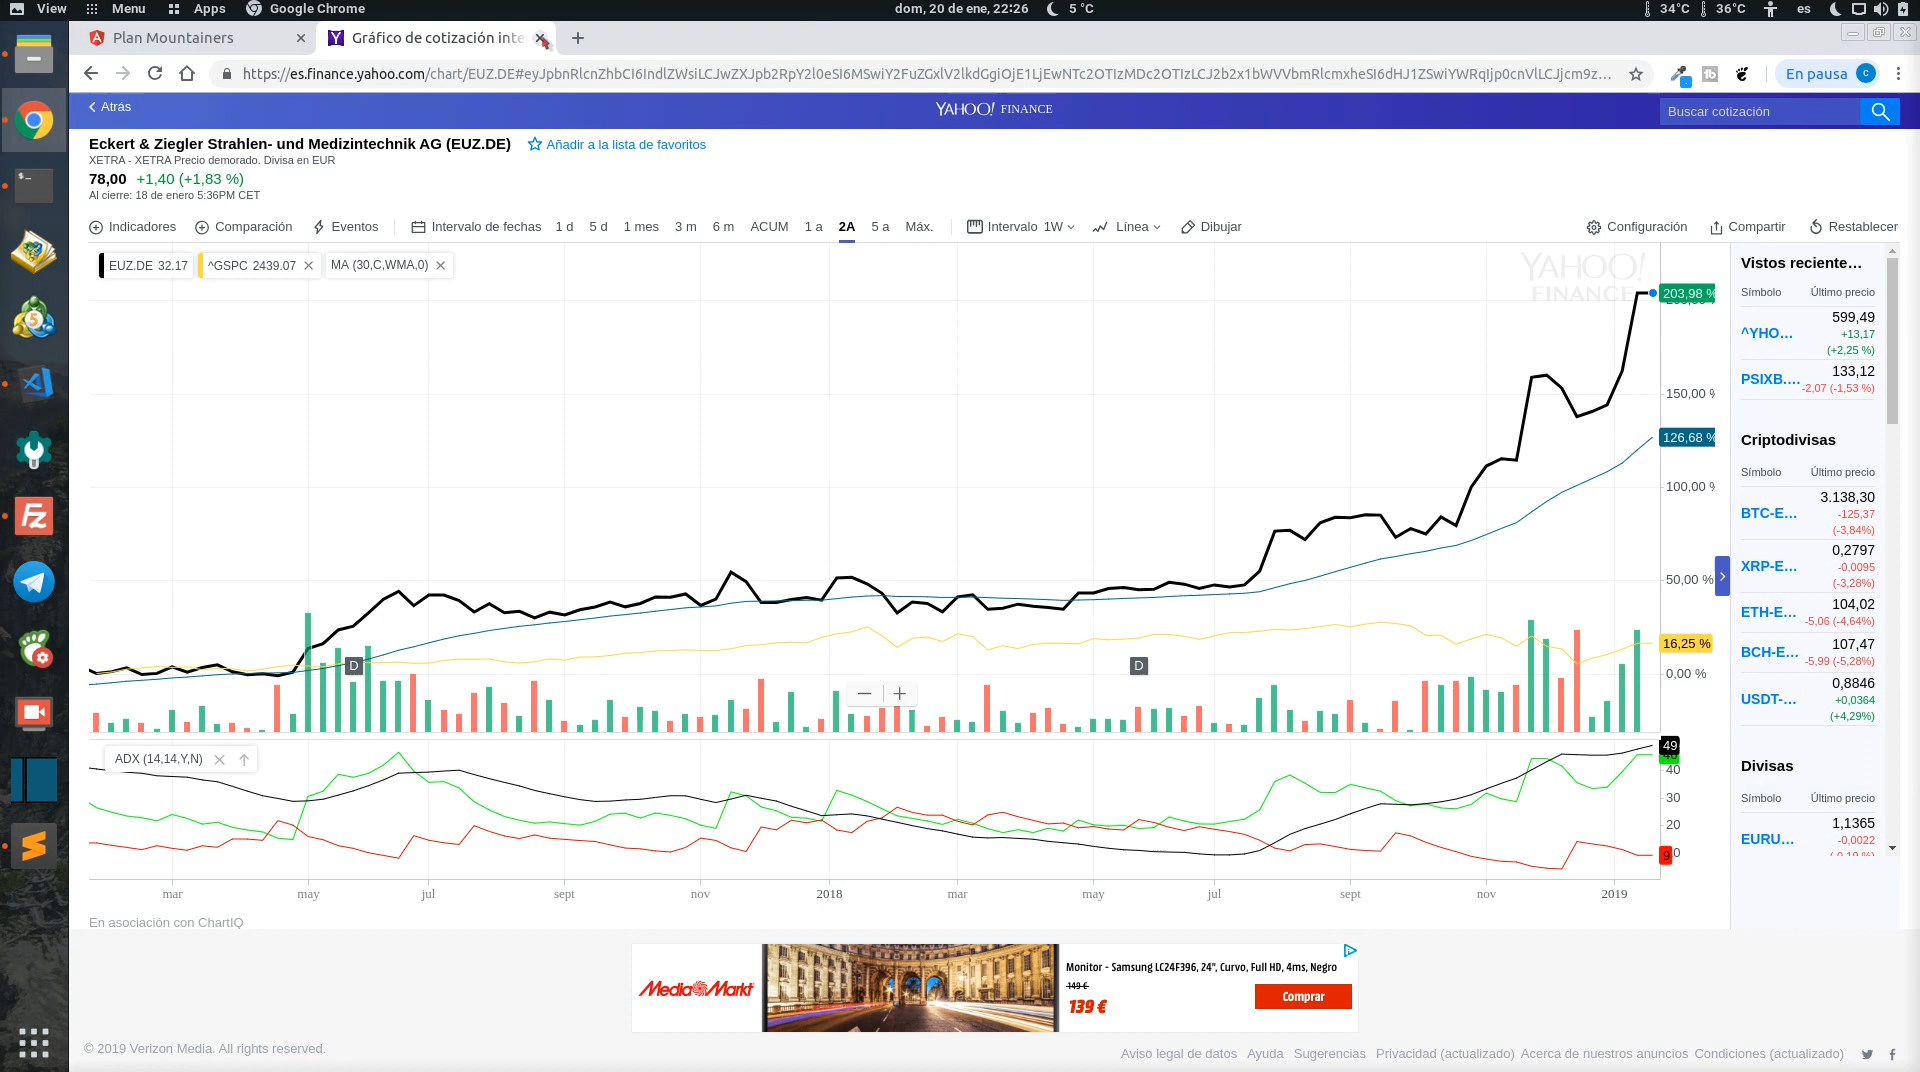 View Menu Apps Google Chrome dom, 20 de ene, 22:26 5 °C 34°C 36°C es
Plan Mountainers Gráfico de cotización inte
https://es.finance.yahoo.com/chart/EUZ.DE#eyJpbnRlcnZhbCI6IndlZWsiLCJwZXJpb2RpY2l0eSI6MSwiY2FuZGxlV2lkdGgiOjE1LjEwNTc2OTIzMDc2OTIzLCJ2b2x1bWVVbmRlcmxheSI6dHJ1ZSwiYWRqIjp0cnVlLCJjcm9z... En pausa C
Atrás YAHOO! FINANCE Buscar cotización
Eckert & Ziegler Strahlen- und Medizintechnik AG (EUZ.DE) Añadir a la lista de favoritos
XETRA - XETRA Precio demorado. Divisa en EUR
78,00 +1,40 (+1,83 %)
Al cierre: 18 de enero 5:36PM CET
Indicadores Comparación Eventos Intervalo de fechas 1 d 5 d 1 mes 3 m 6 m ACUM 1 a 2A 5 a Máx. Intervalo 1W Línea Dibujar Configuración Compartir Restablecer
EUZ.DE 32.17 ^GSPC 2439.07 MA (30,C,WMA,0)
YAHOO!
FINANCE
203,98 %
150,00 %
126,68 %
100,00 %
50,00 %
16,25 %
0,00 %
D D
ADX (14,14,Y,N)
49
40
30
20
9
mar may jul sept nov 2018 mar may jul sept nov 2019
En asociación con ChartIQ
Vistos reciente…
Símbolo Último precio
^YHO… 599,49
+13,17
(+2,25 %)
PSIXB.… 133,12
-2,07 (-1,53 %)
Criptodivisas
Símbolo Último precio
BTC-E… 3.138,30
-125,37
(-3,84%)
XRP-E… 0,2797
-0,0095
(-3,28%)
ETH-E… 104,02
-5,06 (-4,64%)
BCH-E… 107,47
-5,99 (-5,28%)
USDT-… 0,8846
+0,0364
(+4,29%)
Divisas
Símbolo Último precio
EURU… 1,1365
-0,0022
Media Markt
Monitor - Samsung LC24F396, 24", Curvo, Full HD, 4ms, Negro
149 €
139 €
Comprar
© 2019 Verizon Media. All rights reserved.
Aviso legal de datos Ayuda Sugerencias Privacidad (actualizado) Acerca de nuestros anuncios Condiciones (actualizado)